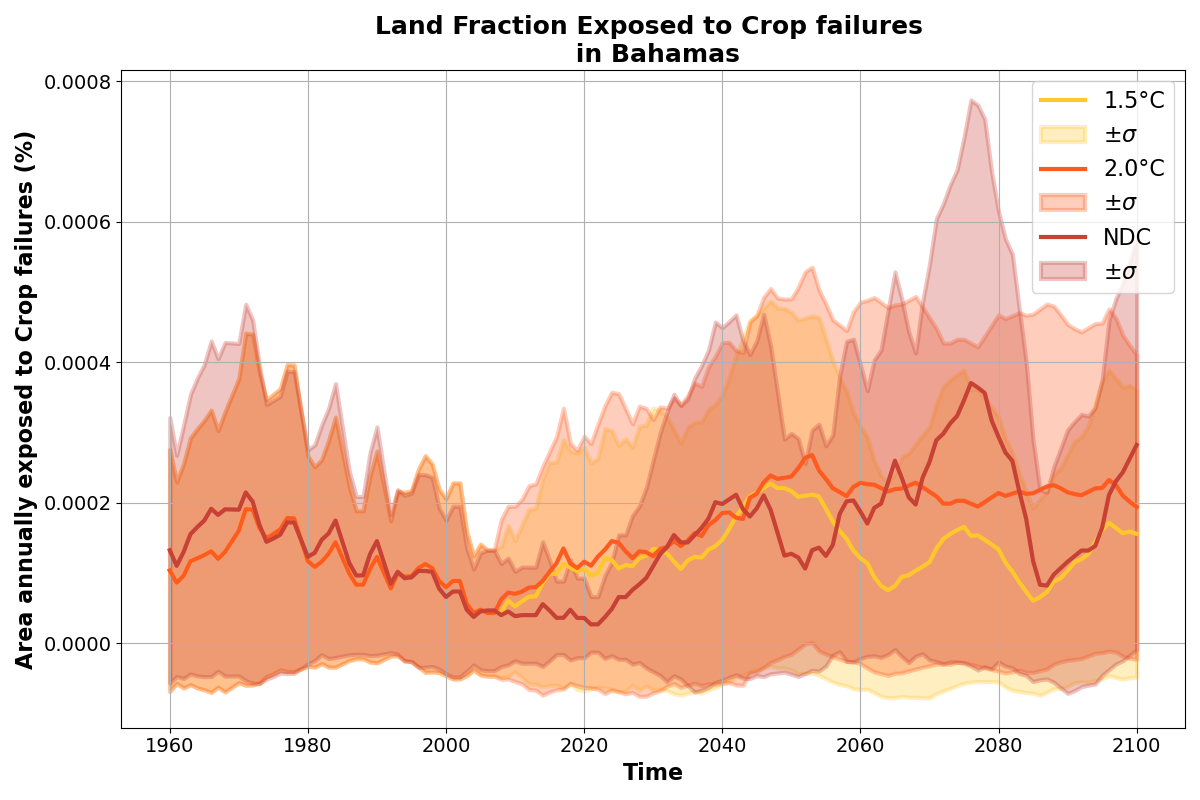 Land Fraction Exposed to Crop failures
in Bahamas
Area annually exposed to Crop failures (%)
0.0008
0.0006
0.0004
0.0002
0.0000
1.5°C
±σ
2.0°C
±σ
NDC
±σ
1960
1980
2000
2020
2040
2060
2080
2100
Time